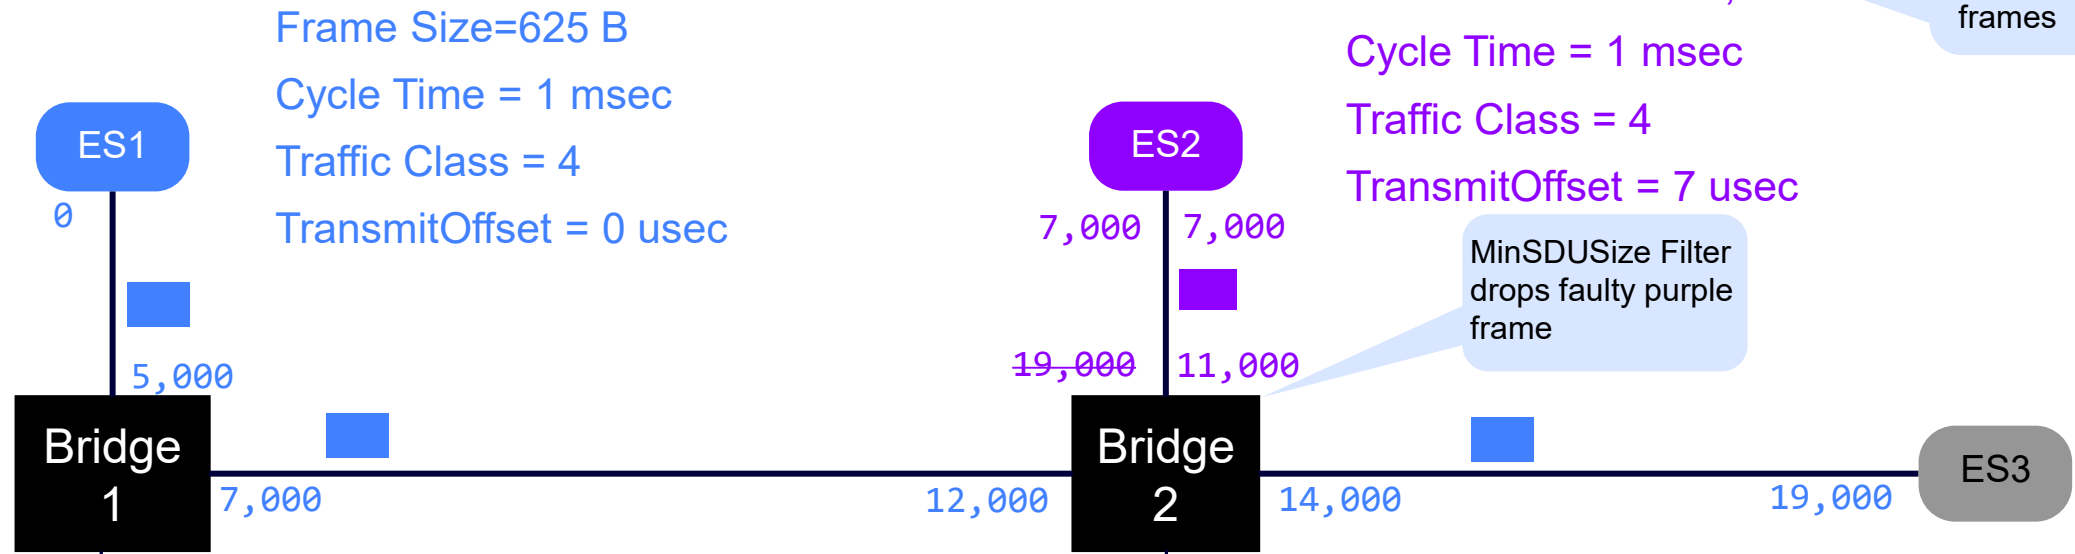 frames
Frame Size=625 B
Cycle Time = 1 msec
Traffic Class = 4
TransmitOffset = 0 usec
Cycle Time = 1 msec
Traffic Class = 4
TransmitOffset = 7 usec
ES1
ES2
0
7,000
7,000
MinSDUSize Filter
drops faulty purple
frame
5,000
19,000
11,000
Bridge
1
Bridge
2
ES3
7,000
12,000
14,000
19,000